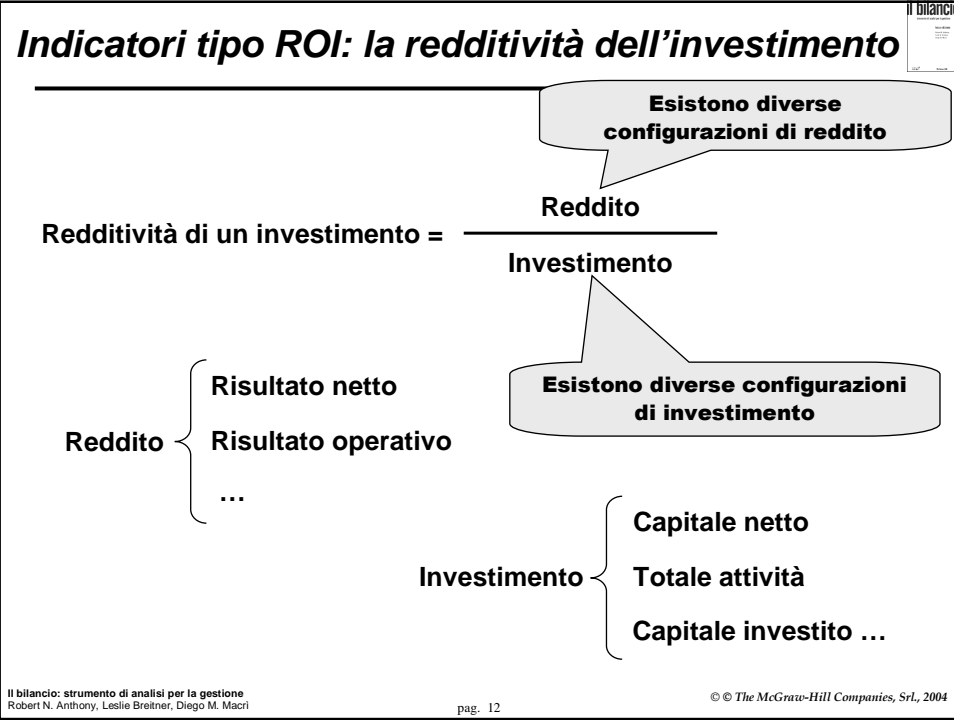 il bilancio
Indicatori tipo ROI: la redditività dell'investimento
Esistono diverse
configurazioni di reddito
Reddito
Redditività di un investimento =
Investimento
Risultato netto
Esistono diverse configurazioni
di investimento
Reddito
Risultato operativo
…
Capitale netto
Investimento
Totale attività
Capitale investito …
Il bilancio: strumento di analisi per la gestione
Robert N. Anthony, Leslie Breitner, Diego M. Macrì
pag. 12
© © The McGraw-Hill Companies, Srl., 2004